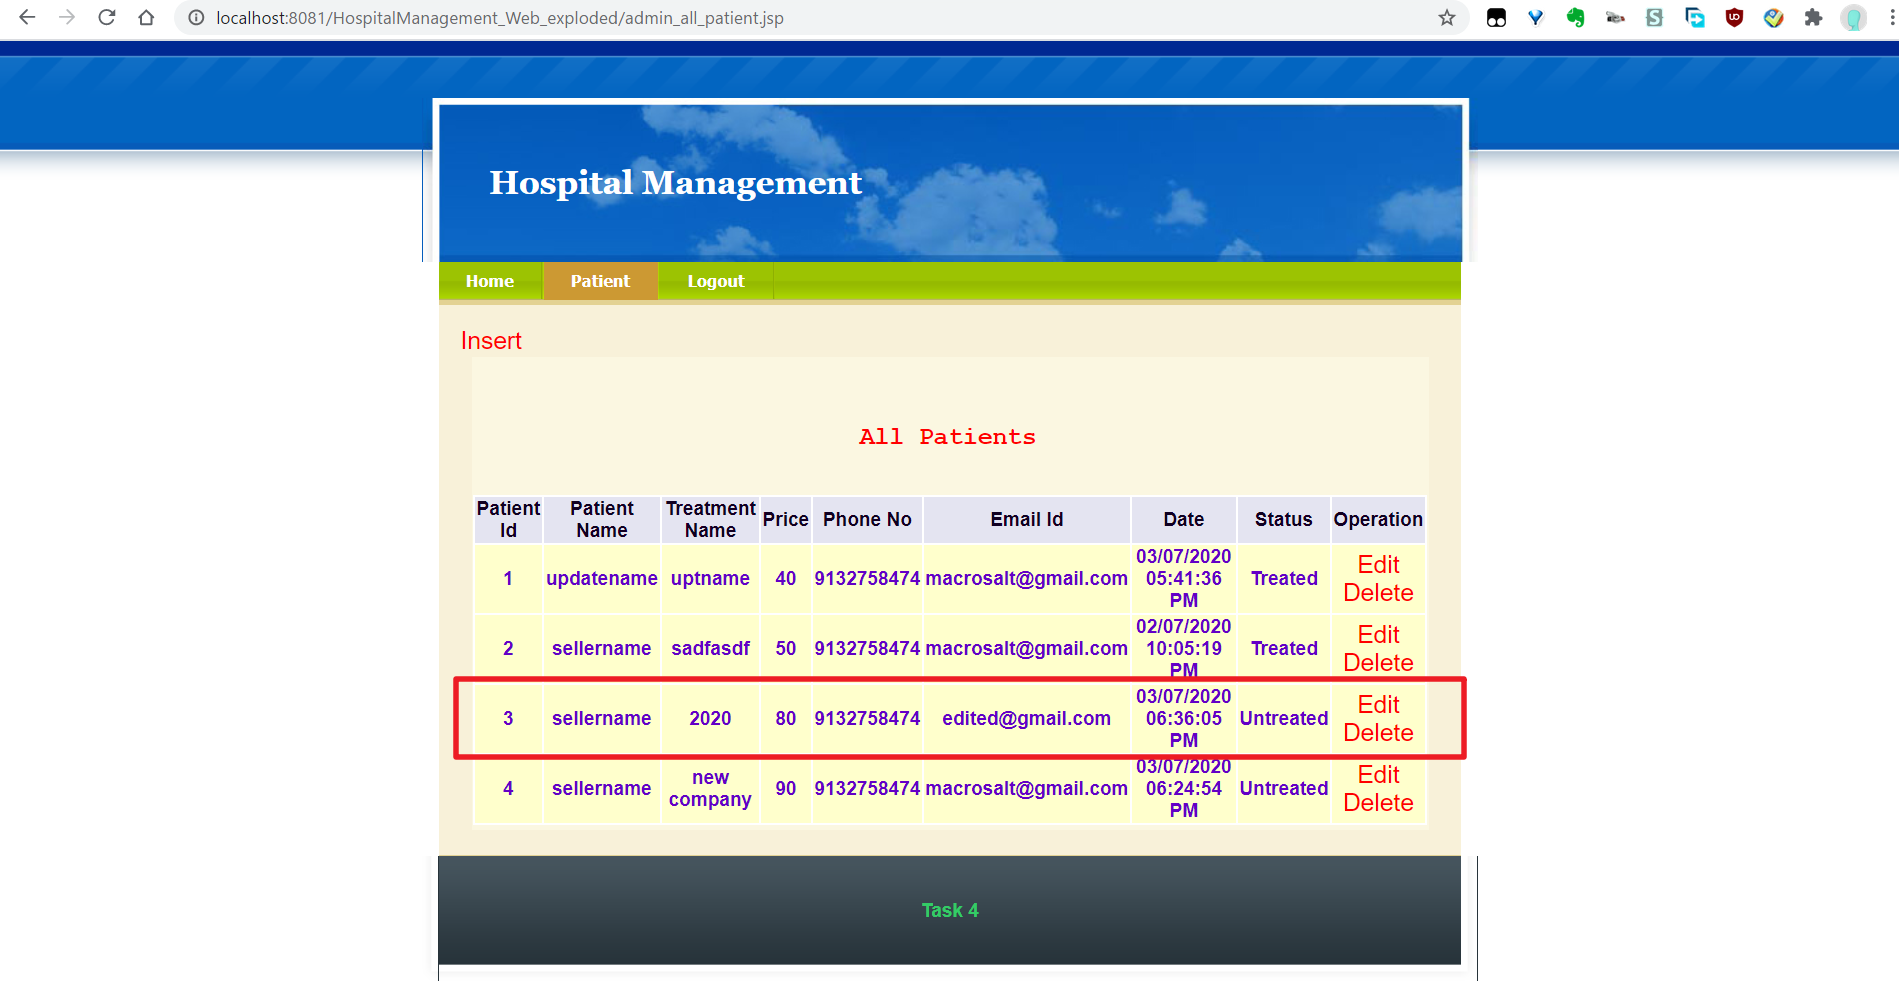 localhost:8081/HospitalManagement_Web_exploded/admin_all_patient.jsp
Hospital Management
Home Patient Logout
Insert
All Patients
Patient Id Patient Name Treatment Name Price Phone No Email Id Date Status Operation
1 updatename uptname 40 9132758474 macrosalt@gmail.com 03/07/2020 05:41:36 PM Treated Edit Delete
2 sellername sadfasdf 50 9132758474 macrosalt@gmail.com 02/07/2020 10:05:19 PM Treated Edit Delete
3 sellername 2020 80 9132758474 edited@gmail.com 03/07/2020 06:36:05 PM Untreated Edit Delete
4 sellername new company 90 9132758474 macrosalt@gmail.com 03/07/2020 06:24:54 PM Untreated Edit Delete
Task 4